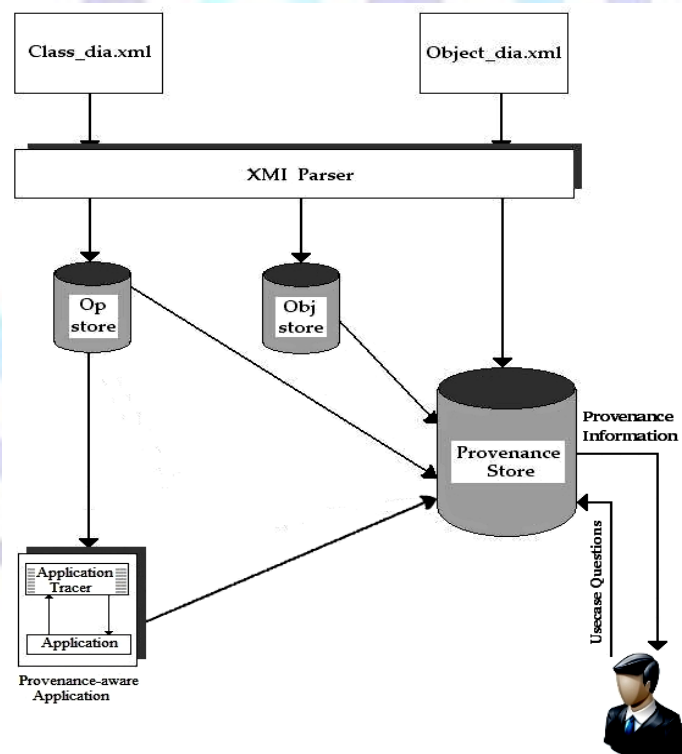 Class_dia.xml
Object_dia.xml
XMI Parser
Op
store
Obj
store
Provenance
Store
Provenance
Information
Usecase Questions
Application
Tracer
Application
Provenance-aware
Application